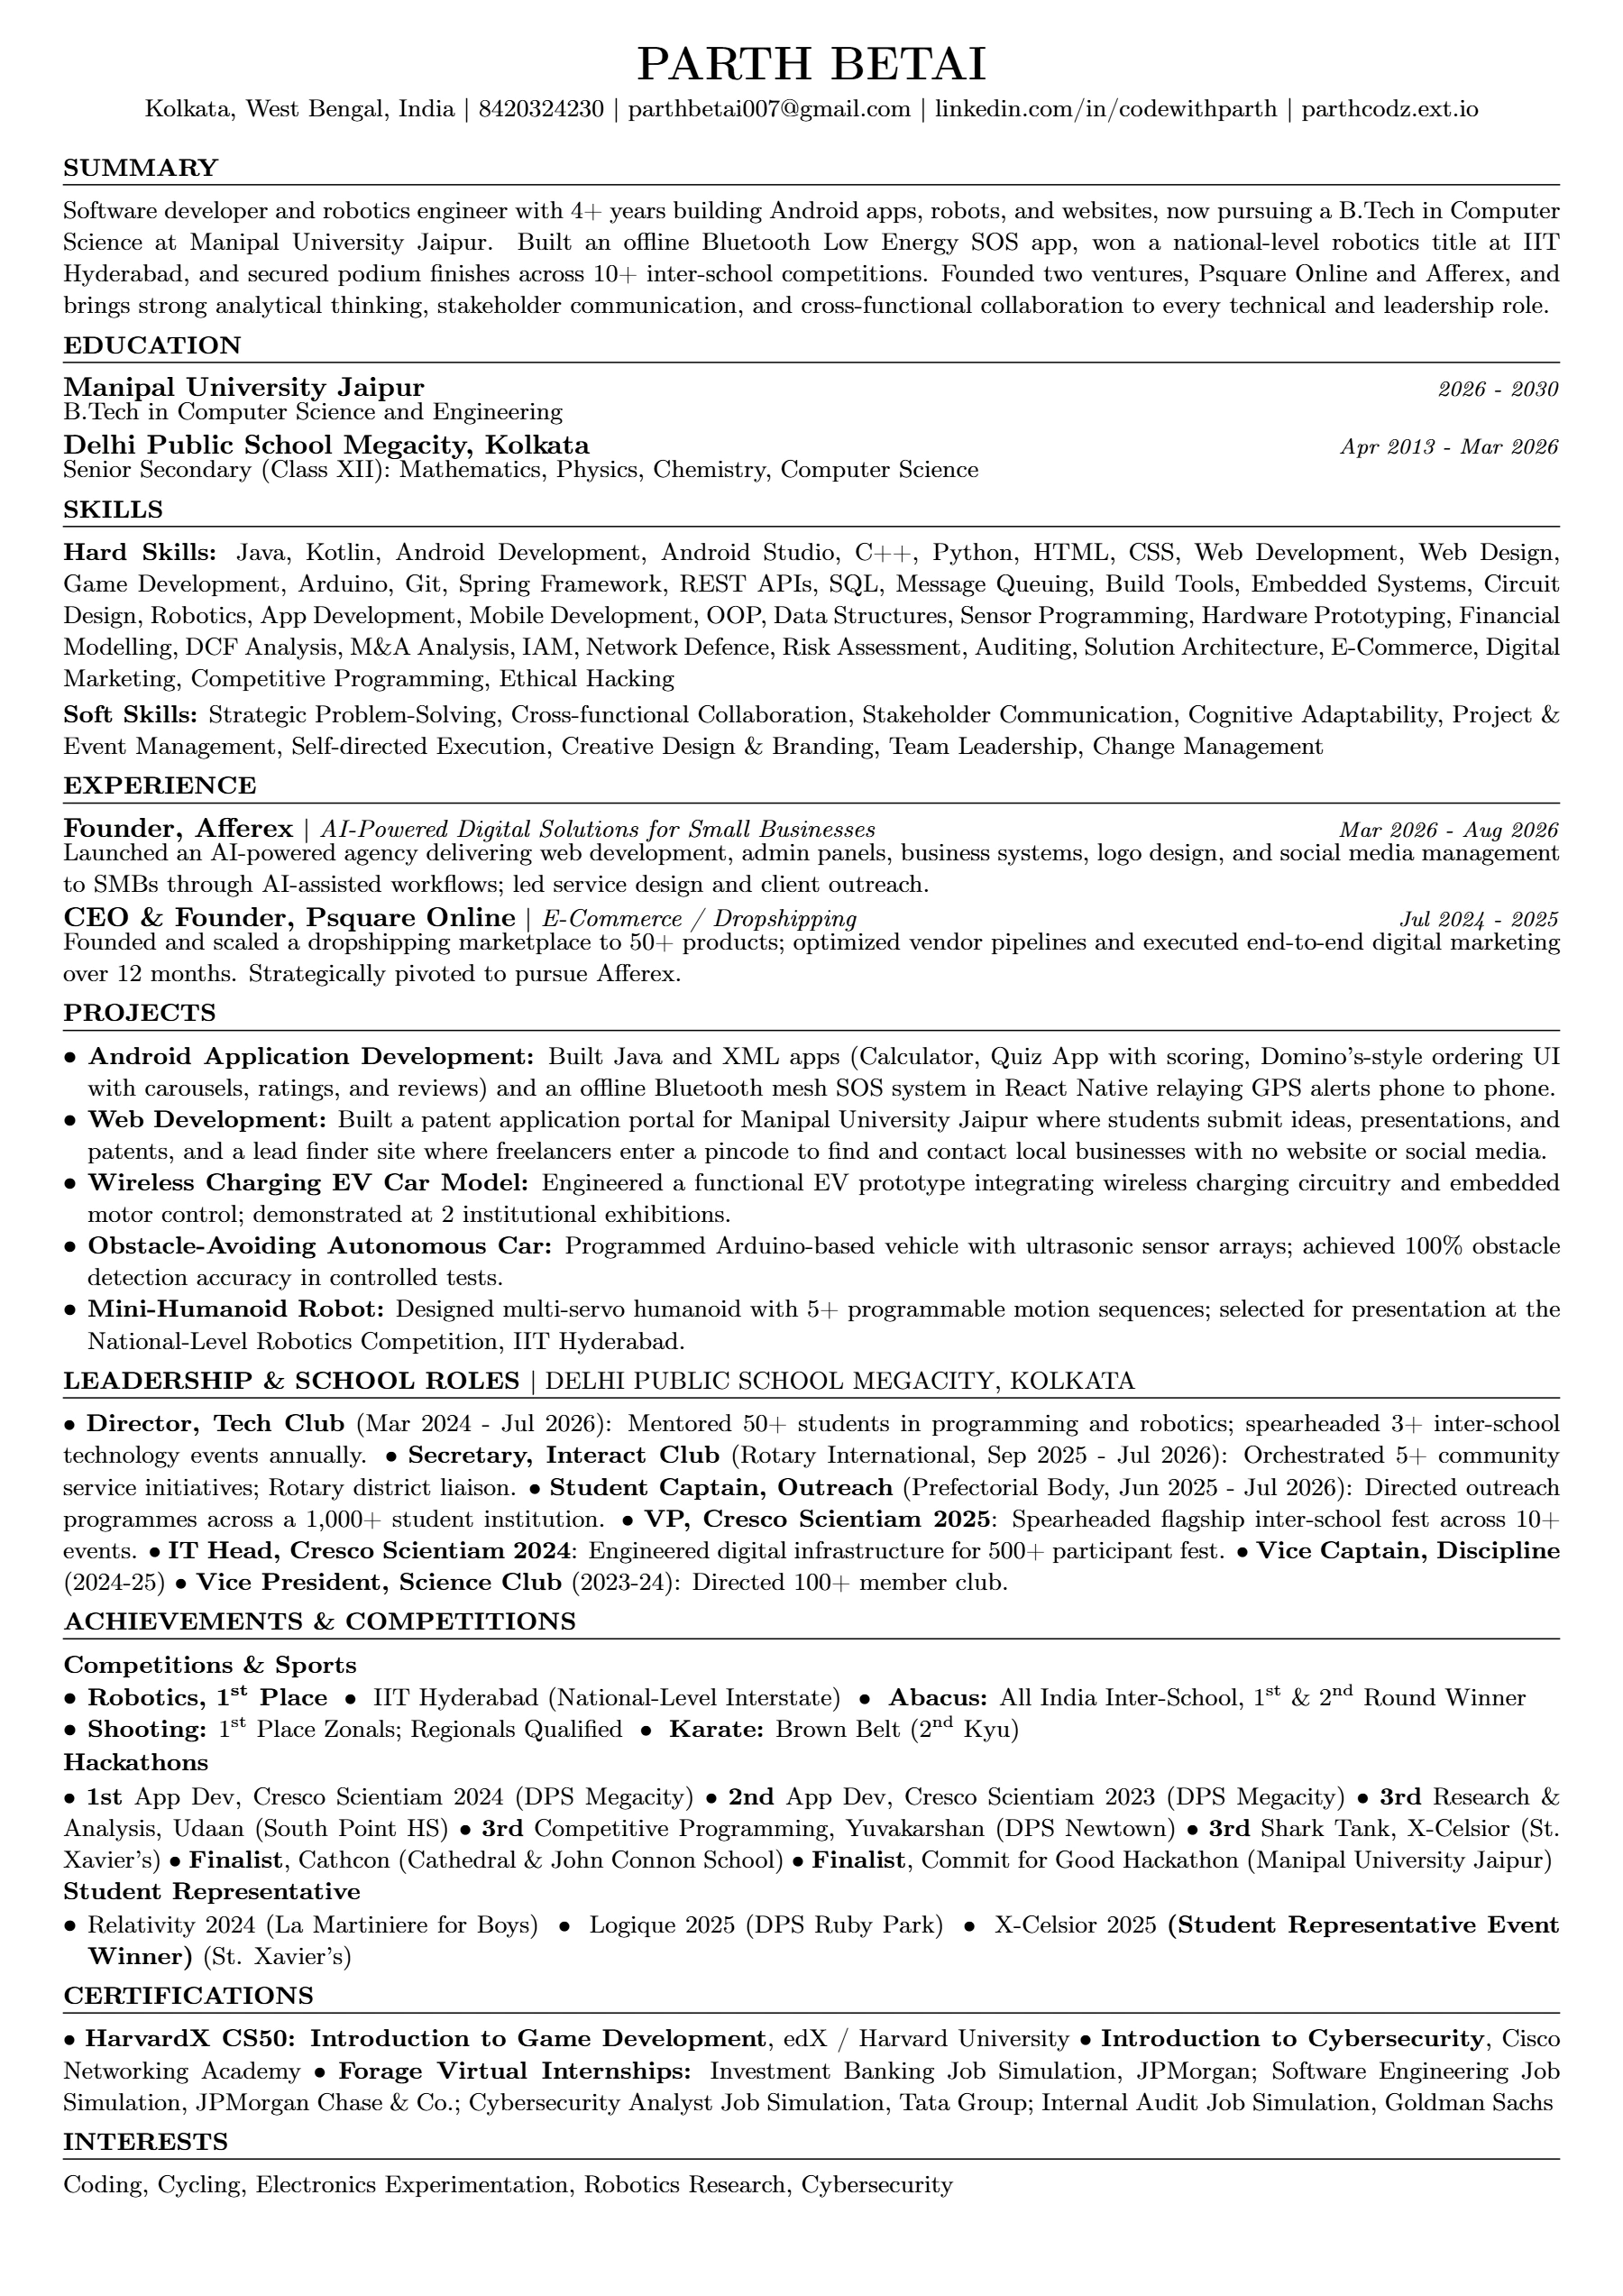 PARTH BETAI
Kolkata, West Bengal, India | 8420324230 | parthbetai007@gmail.com | linkedin.com/in/codewithparth | parthcodz.ext.io
SUMMARY
Software developer and robotics engineer with 4+ years building Android apps, robots, and websites, now pursuing a B.Tech in Computer
Science at Manipal University Jaipur. Built an offline Bluetooth Low Energy SOS app, won a national-level robotics title at IIT
Hyderabad, and secured podium finishes across 10+ inter-school competitions. Founded two ventures, Psquare Online and Afferex, and
brings strong analytical thinking, stakeholder communication, and cross-functional collaboration to every technical and leadership role.
EDUCATION
Manipal University Jaipur 2026 - 2030
B.Tech in Computer Science and Engineering
Delhi Public School Megacity, Kolkata Apr 2013 - Mar 2026
Senior Secondary (Class XII): Mathematics, Physics, Chemistry, Computer Science
SKILLS
Hard Skills: Java, Kotlin, Android Development, Android Studio, C++, Python, HTML, CSS, Web Development, Web Design,
Game Development, Arduino, Git, Spring Framework, REST APIs, SQL, Message Queuing, Build Tools, Embedded Systems, Circuit
Design, Robotics, App Development, Mobile Development, OOP, Data Structures, Sensor Programming, Hardware Prototyping, Financial
Modelling, DCF Analysis, M&A Analysis, IAM, Network Defence, Risk Assessment, Auditing, Solution Architecture, E-Commerce, Digital
Marketing, Competitive Programming, Ethical Hacking
Soft Skills: Strategic Problem-Solving, Cross-functional Collaboration, Stakeholder Communication, Cognitive Adaptability, Project &
Event Management, Self-directed Execution, Creative Design & Branding, Team Leadership, Change Management
EXPERIENCE
Founder, Afferex | AI-Powered Digital Solutions for Small Businesses Mar 2026 - Aug 2026
Launched an AI-powered agency delivering web development, admin panels, business systems, logo design, and social media management
to SMBs through AI-assisted workflows; led service design and client outreach.
CEO & Founder, Psquare Online | E-Commerce / Dropshipping Jul 2024 - 2025
Founded and scaled a dropshipping marketplace to 50+ products; optimized vendor pipelines and executed end-to-end digital marketing
over 12 months. Strategically pivoted to pursue Afferex.
PROJECTS
• Android Application Development: Built Java and XML apps (Calculator, Quiz App with scoring, Domino's-style ordering UI
with carousels, ratings, and reviews) and an offline Bluetooth mesh SOS system in React Native relaying GPS alerts phone to phone.
• Web Development: Built a patent application portal for Manipal University Jaipur where students submit ideas, presentations, and
patents, and a lead finder site where freelancers enter a pincode to find and contact local businesses with no website or social media.
• Wireless Charging EV Car Model: Engineered a functional EV prototype integrating wireless charging circuitry and embedded
motor control; demonstrated at 2 institutional exhibitions.
• Obstacle-Avoiding Autonomous Car: Programmed Arduino-based vehicle with ultrasonic sensor arrays; achieved 100% obstacle
detection accuracy in controlled tests.
• Mini-Humanoid Robot: Designed multi-servo humanoid with 5+ programmable motion sequences; selected for presentation at the
National-Level Robotics Competition, IIT Hyderabad.
LEADERSHIP & SCHOOL ROLES | DELHI PUBLIC SCHOOL MEGACITY, KOLKATA
• Director, Tech Club (Mar 2024 - Jul 2026): Mentored 50+ students in programming and robotics; spearheaded 3+ inter-school
technology events annually. • Secretary, Interact Club (Rotary International, Sep 2025 - Jul 2026): Orchestrated 5+ community
service initiatives; Rotary district liaison. • Student Captain, Outreach (Prefectorial Body, Jun 2025 - Jul 2026): Directed outreach
programmes across a 1,000+ student institution. • VP, Cresco Scientiam 2025: Spearheaded flagship inter-school fest across 10+
events. • IT Head, Cresco Scientiam 2024: Engineered digital infrastructure for 500+ participant fest. • Vice Captain, Discipline
(2024-25) • Vice President, Science Club (2023-24): Directed 100+ member club.
ACHIEVEMENTS & COMPETITIONS
Competitions & Sports
• Robotics, 1st Place • IIT Hyderabad (National-Level Interstate) • Abacus: All India Inter-School, 1st & 2nd Round Winner
• Shooting: 1st Place Zonals; Regionals Qualified • Karate: Brown Belt (2nd Kyu)
Hackathons
• 1st App Dev, Cresco Scientiam 2024 (DPS Megacity) • 2nd App Dev, Cresco Scientiam 2023 (DPS Megacity) • 3rd Research &
Analysis, Udaan (South Point HS) • 3rd Competitive Programming, Yuvakarshan (DPS Newtown) • 3rd Shark Tank, X-Celsior (St.
Xavier's) • Finalist, Cathcon (Cathedral & John Connon School) • Finalist, Commit for Good Hackathon (Manipal University Jaipur)
Student Representative
• Relativity 2024 (La Martiniere for Boys) • Logique 2025 (DPS Ruby Park) • X-Celsior 2025 (Student Representative Event
Winner) (St. Xavier's)
CERTIFICATIONS
• HarvardX CS50: Introduction to Game Development, edX / Harvard University • Introduction to Cybersecurity, Cisco
Networking Academy • Forage Virtual Internships: Investment Banking Job Simulation, JPMorgan; Software Engineering Job
Simulation, JPMorgan Chase & Co.; Cybersecurity Analyst Job Simulation, Tata Group; Internal Audit Job Simulation, Goldman Sachs
INTERESTS
Coding, Cycling, Electronics Experimentation, Robotics Research, Cybersecurity